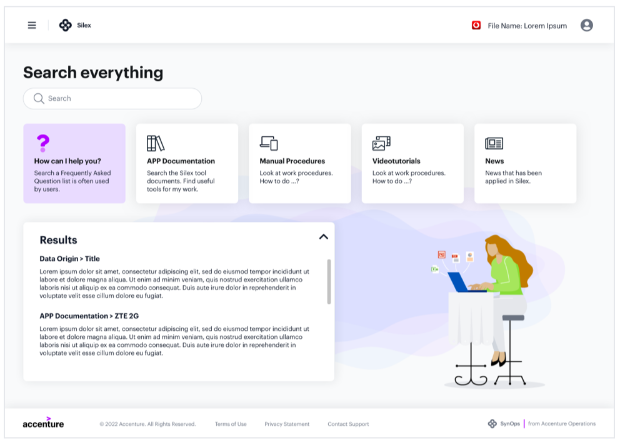 Silex
File Name: Lorem Ipsum
Search everything
Search
How can I help you?
Search a Frequently Asked
Question list is often used
by users.
APP Documentation
Search the Silex tool
documents. Find useful
tools for my work.
Manual Procedures
Look at work procedures.
How to do ...?
Videotutorials
Look at work procedures.
How to do ...?
News
News that has been
applied in Silex.
Results
Data Origin > Title
Lorem ipsum dolor sit amet, consectetur adipiscing elit, sed do eiusmod tempor incididunt ut
labore et dolore magna aliqua. Ut enim ad minim veniam, quis nostrud exercitation ullamco
laboris nisi ut aliquip ex ea commodo consequat. Duis aute irure dolor in reprehenderit in
voluptate velit esse cillum dolore eu fugiat.
APP Documentation > ZTE 2G
Lorem ipsum dolor sit amet, consectetur adipiscing elit, sed do eiusmod tempor incididunt ut
labore et dolore magna aliqua. Ut enim ad minim veniam, quis nostrud exercitation ullamco
laboris nisi ut aliquip ex ea commodo consequat. Duis aute irure dolor in reprehenderit in
voluptate velit esse cillum dolore eu fugiat.
accenture
© 2022 Accenture. All Rights Reserved.
Terms of Use
Privacy Statement
Contact Support
SynOps | from Accenture Operations